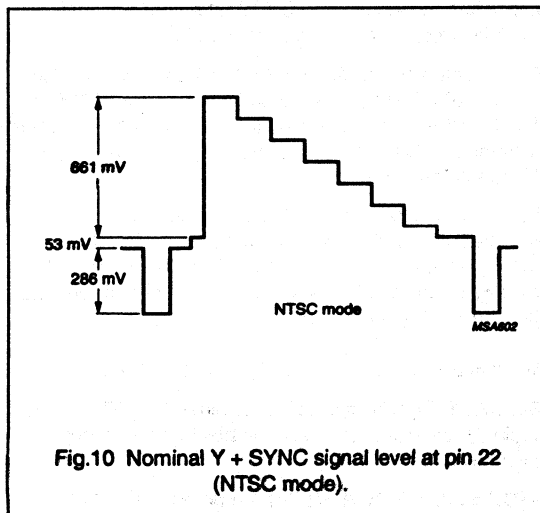 661 mV
53 mV
286 mV
NTSC mode
MSA602
Fig.10 Nominal Y + SYNC signal level at pin 22
(NTSC mode).